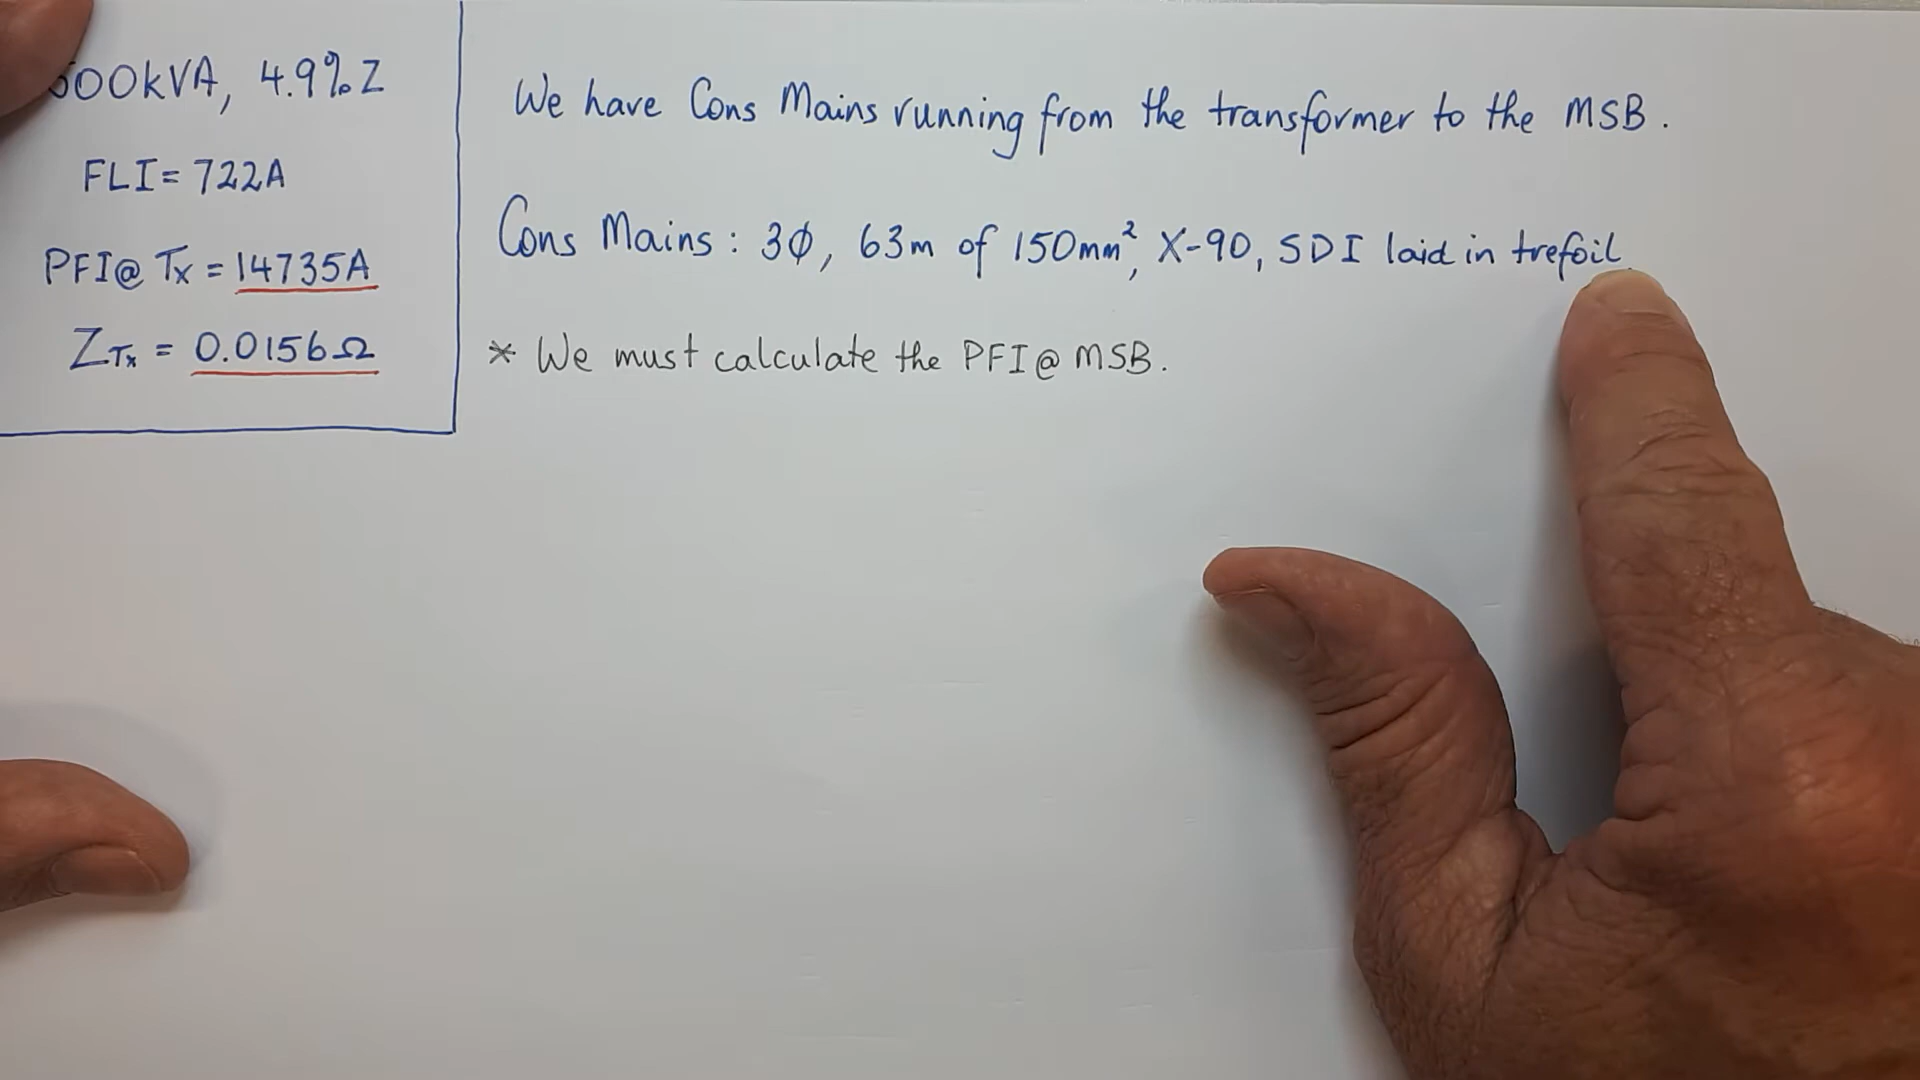 500kVA, 4.9%Z
FLI = 722A
PFI@ Tx = 14735A
ZTx = 0.0156Ω
We have Cons Mains running from the transformer to the MSB.
Cons Mains: 3Ø, 63m of 150mm², X-90, SDI laid in trefoil.
* We must calculate the PFI@ MSB.